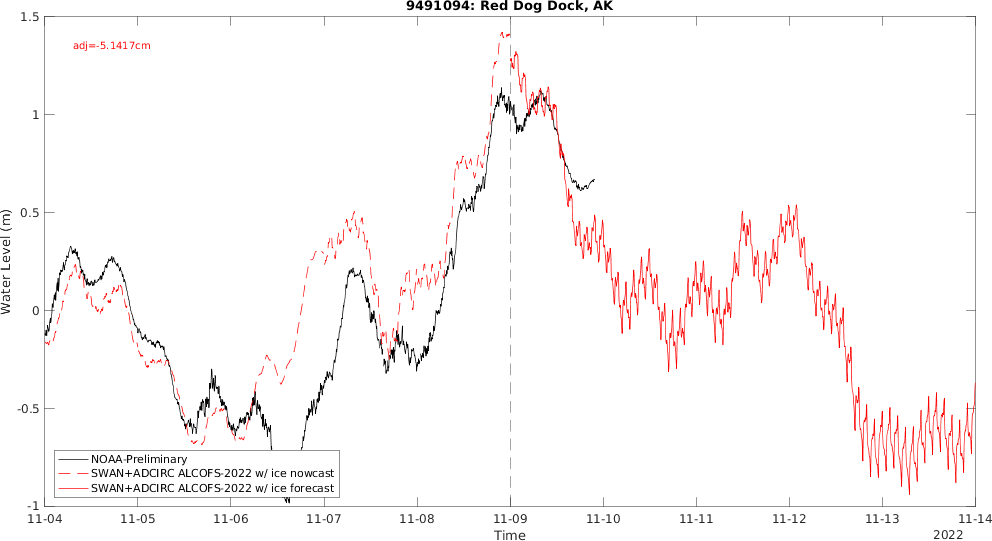 9491094: Red Dog Dock, AK
adj=-5.1417cm
Water Level (m)
1.5
1
0.5
0
-0.5
-1
NOAA-Preliminary
SWAN+ADCIRC ALCOFS-2022 w/ ice nowcast
SWAN+ADCIRC ALCOFS-2022 w/ ice forecast
11-04 11-05 11-06 11-07 11-08 11-09 11-10 11-11 11-12 11-13 11-14
Time
2022